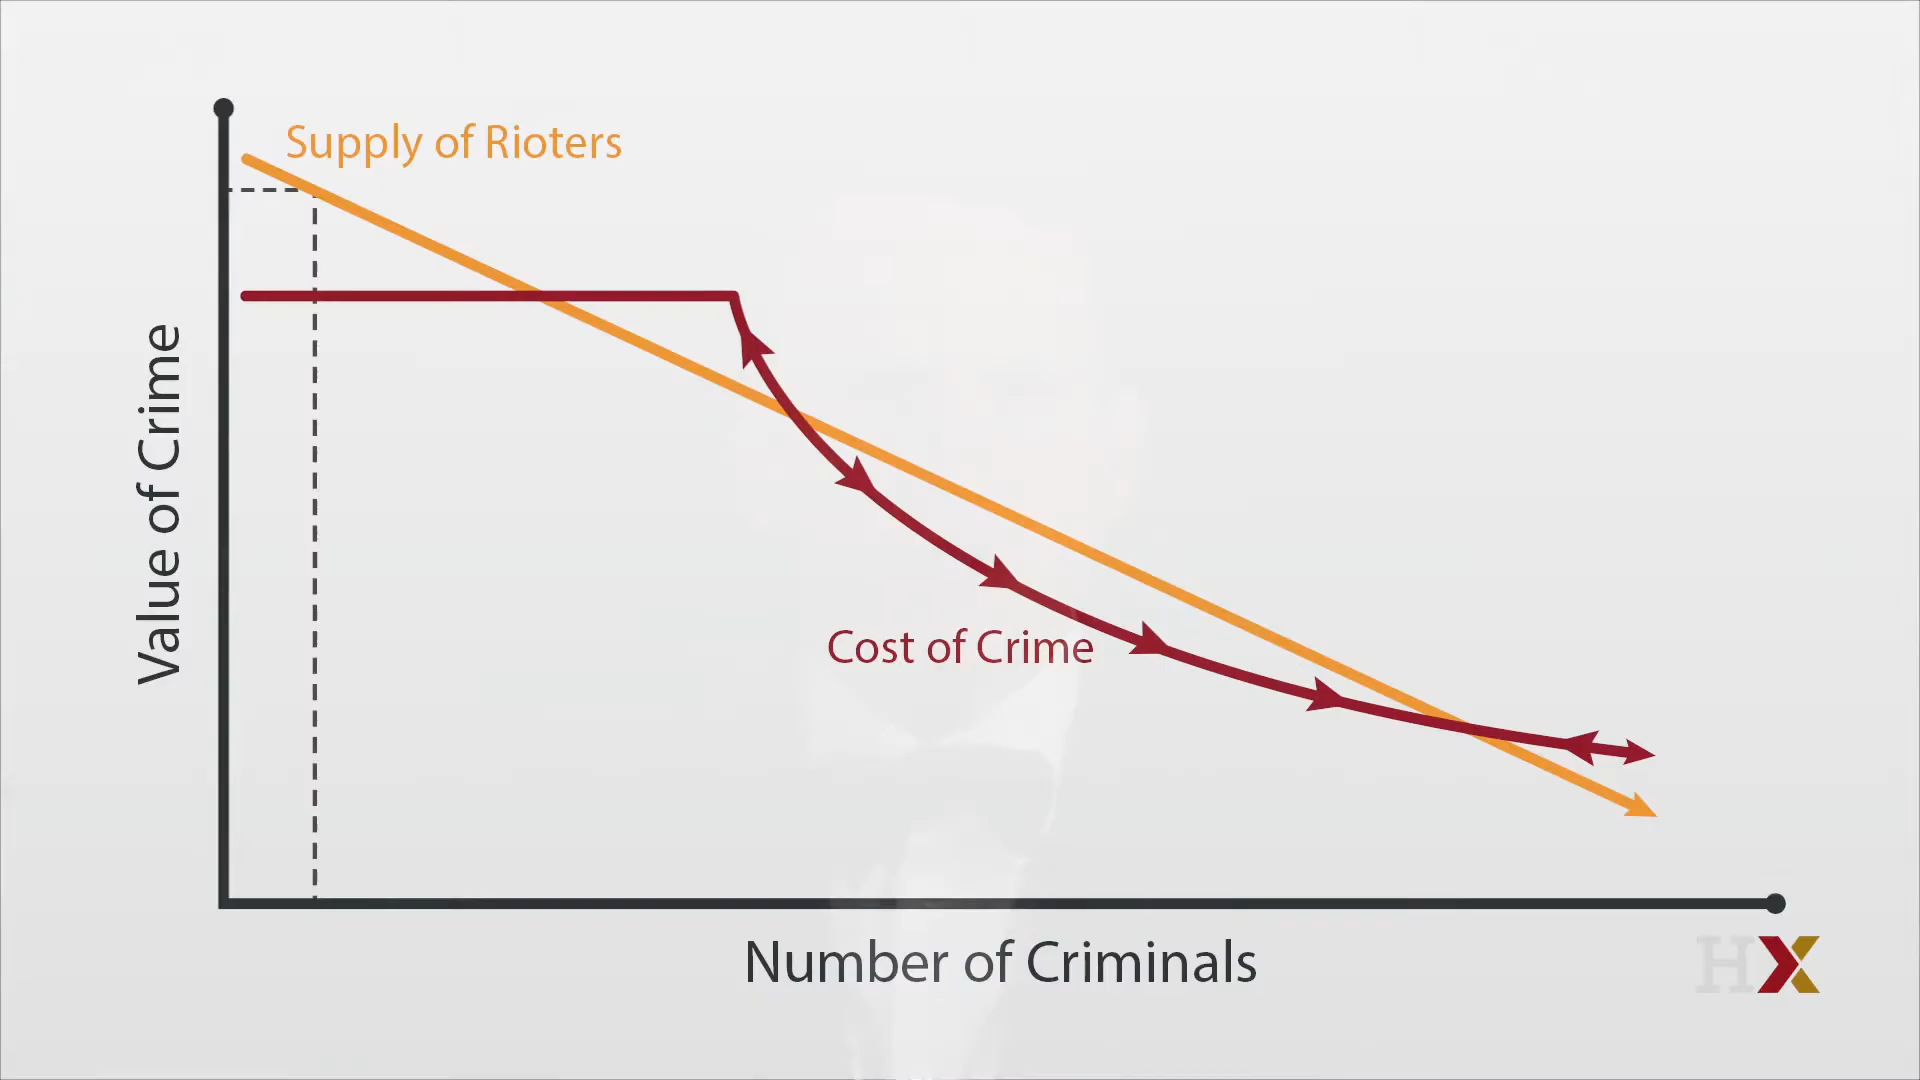 Supply of Rioters
Value of Crime
Cost of Crime
Number of Criminals
HX